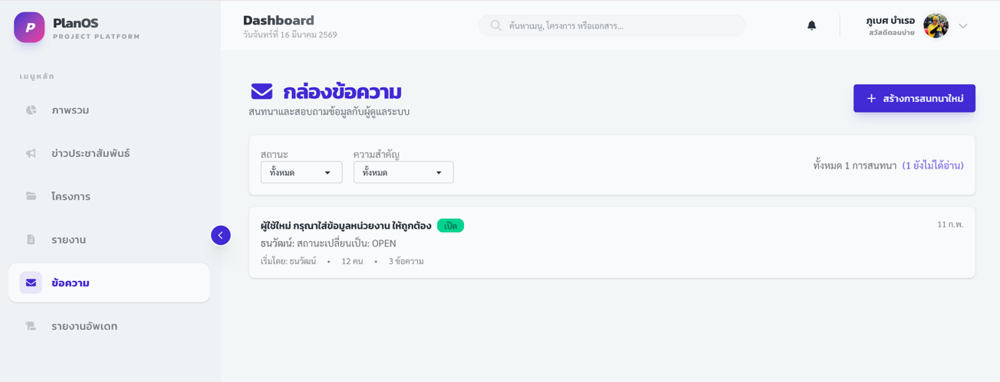 P
PlanOS
PROJECT PLATFORM
Dashboard
วันจันทร์ที่ 16 มีนาคม 2569
ค้นหาเมนู, โครงการ หรือเอกสาร...
ภูเบศ บำเรอ
สวัสดีตอนบ่าย
เมนูหลัก
ภาพรวม
ข่าวประชาสัมพันธ์
โครงการ
รายงาน
ข้อความ
รายงานอัพเดท
กล่องข้อความ
สนทนาและสอบถามข้อมูลกับผู้ดูแลระบบ
สร้างการสนทนาใหม่
สถานะ
ทั้งหมด
ความสำคัญ
ทั้งหมด
ทั้งหมด 1 การสนทนา (1 ยังไม่ได้อ่าน)
ผู้ใช้ใหม่ กรุณาใส่ข้อมูลหน่วยงาน ให้ถูกต้อง เปิด
11 ก.พ.
ธนวัฒน์: สถานะเปลี่ยนเป็น: OPEN
เริ่มโดย: ธนวัฒน์ • 12 คน • 3 ข้อความ